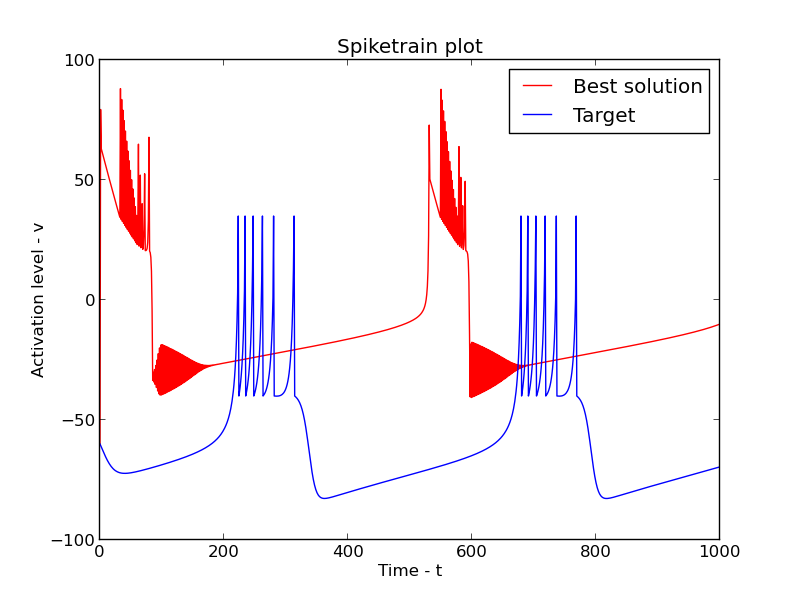 Spiketrain plot
100
50
0
−50
−100
Activation level - v
Best solution
Target
0
200
400
600
800
1000
Time - t